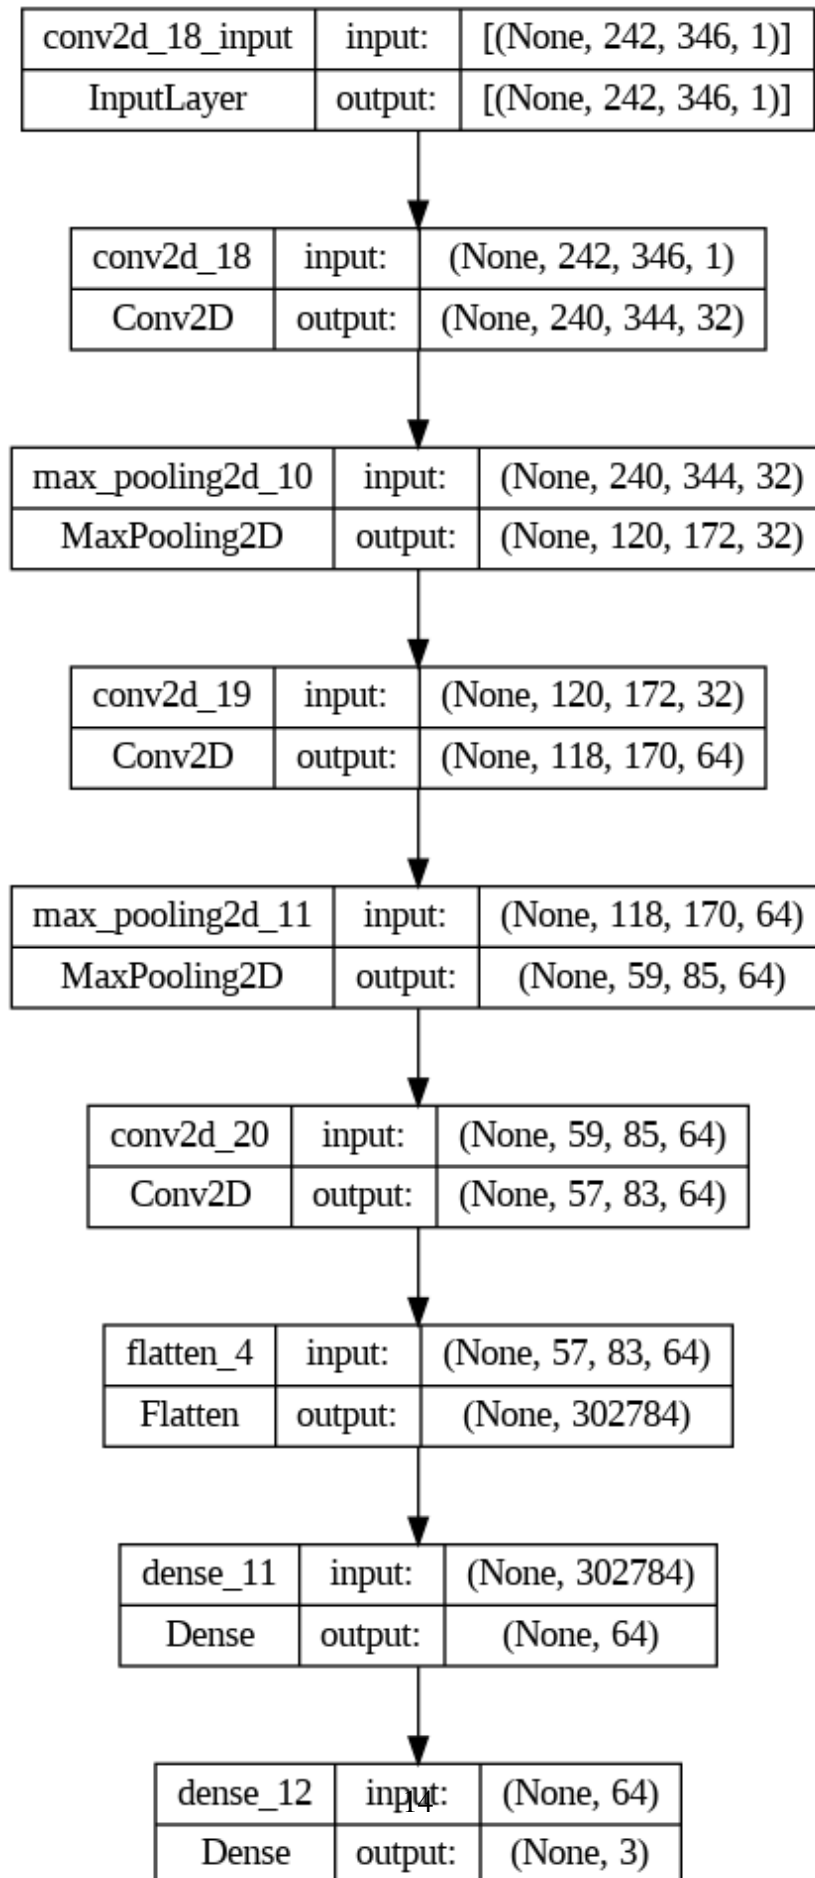 conv2d_18_input input: [(None, 242, 346, 1)]
InputLayer output: [(None, 242, 346, 1)]
conv2d_18 input: (None, 242, 346, 1)
Conv2D output: (None, 240, 344, 32)
max_pooling2d_10 input: (None, 240, 344, 32)
MaxPooling2D output: (None, 120, 172, 32)
conv2d_19 input: (None, 120, 172, 32)
Conv2D output: (None, 118, 170, 64)
max_pooling2d_11 input: (None, 118, 170, 64)
MaxPooling2D output: (None, 59, 85, 64)
conv2d_20 input: (None, 59, 85, 64)
Conv2D output: (None, 57, 83, 64)
flatten_4 input: (None, 57, 83, 64)
Flatten output: (None, 302784)
dense_11 input: (None, 302784)
Dense output: (None, 64)
dense_12 input: (None, 64)
14
Dense output: (None, 3)